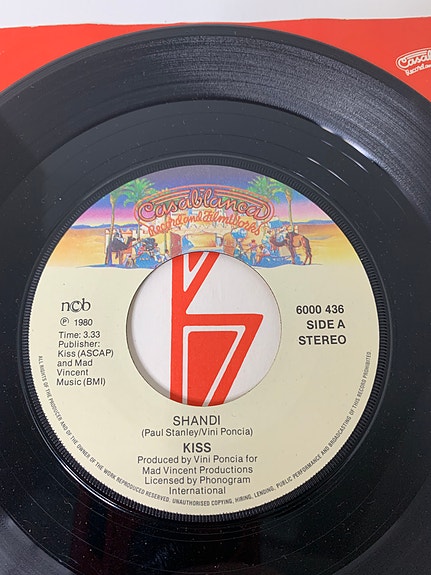 Casablanca
Record
Casablanca
Record and FilmWorks
ncb
℗ 1980
Time: 3.33
Publisher:
Kiss (ASCAP)
and Mad
Vincent
Music (BMI)
6000 436
SIDE A
STEREO
SHANDI
(Paul Stanley/Vini Poncia)
KISS
Produced by Vini Poncia for
Mad Vincent Productions
Licensed by Phonogram
International
ALL RIGHTS OF THE PRODUCER AND OF THE OWNER OF THE WORK REPRODUCED RESERVED. UNAUTHORISED COPYING, HIRING, LENDING, PUBLIC PERFORMANCE AND BROADCASTING OF THIS RECORD PROHIBITED